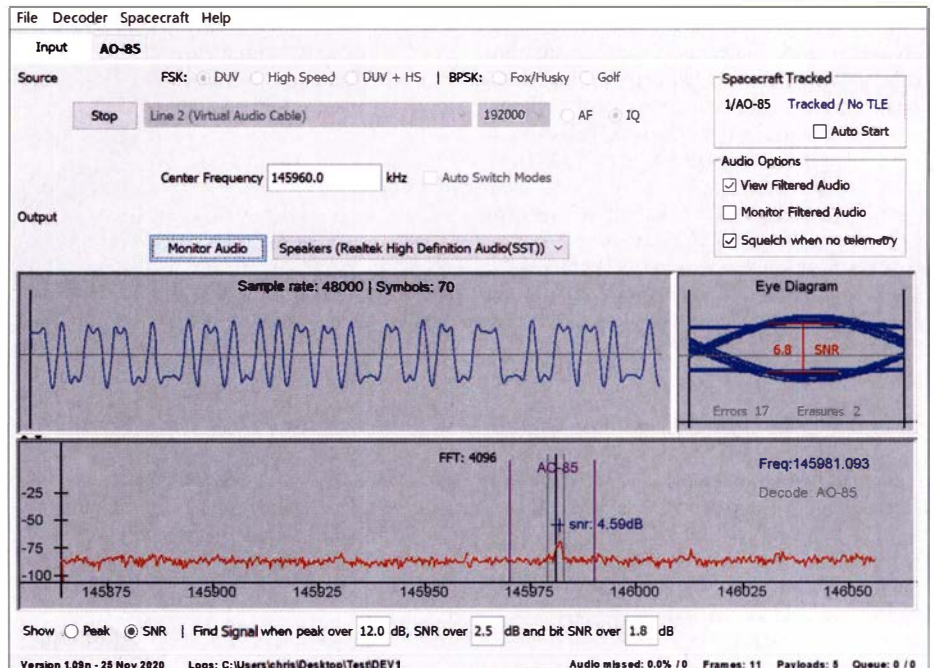 File Decoder Spacecraft Help
Input AO-85
Source FSK: DUV High Speed DUV + HS | BPSK: Fox/Husky Golf
Stop Line 2 (Virtual Audio Cable) 192000 AF IQ
Center Frequency 145960.0 kHz Auto Switch Modes
Output
Monitor Audio Speakers (Realtek High Definition Audio(SST))
Spacecraft Tracked
1/AO-85 Tracked / No TLE
Auto Start
Audio Options
View Filtered Audio
Monitor Filtered Audio
Squelch when no telemetry
Sample rate: 48000 | Symbols: 70
Eye Diagram
6.8 SNR
Errors 17 Erasures 2
FFT: 4096
AO-85
Freq:145981.093
Decode: AO-85
snr: 4.59dB
-25
-50
-75
-100
145875 145900 145925 145950 145975 146000 146025 146050
Show Peak SNR | Find Signal when peak over 12.0 dB, SNR over 2.5 dB and bit SNR over 1.8 dB
Version 1.09n - 25 Nov 2020 Logs: C:\Users\chris\Desktop\Test\DEV1 Audio missed: 0.0% / 0 Frames: 11 Payloads: 5 Queue: 0 / 0